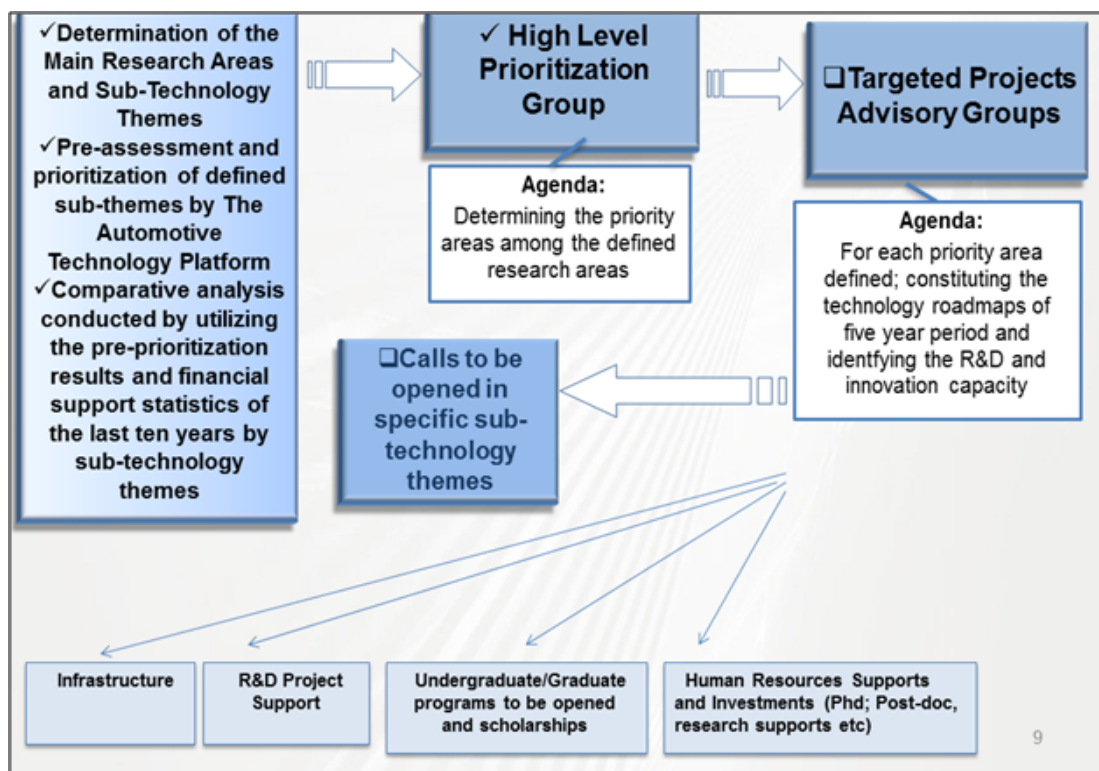 ✓Determination of the
Main Research Areas
and Sub-Technology
Themes
✓Pre-assessment and
prioritization of defined
sub-themes by The
Automotive
Technology Platform
✓Comparative analysis
conducted by utilizing
the pre-prioritization
results and financial
support statistics of
the last ten years by
sub-technology
themes
✓ High Level
Prioritization
Group
Agenda:
Determining the priority
areas among the defined
research areas
❑Targeted Projects
Advisory Groups
Agenda:
For each priority area
defined; constituting the
technology roadmaps of
five year period and
identfying the R&D and
innovation capacity
❑Calls to be
opened in
specific sub-
technology
themes
Infrastructure
R&D Project
Support
Undergraduate/Graduate
programs to be opened
and scholarships
Human Resources Supports
and Investments (Phd; Post-doc,
research supports etc)
9